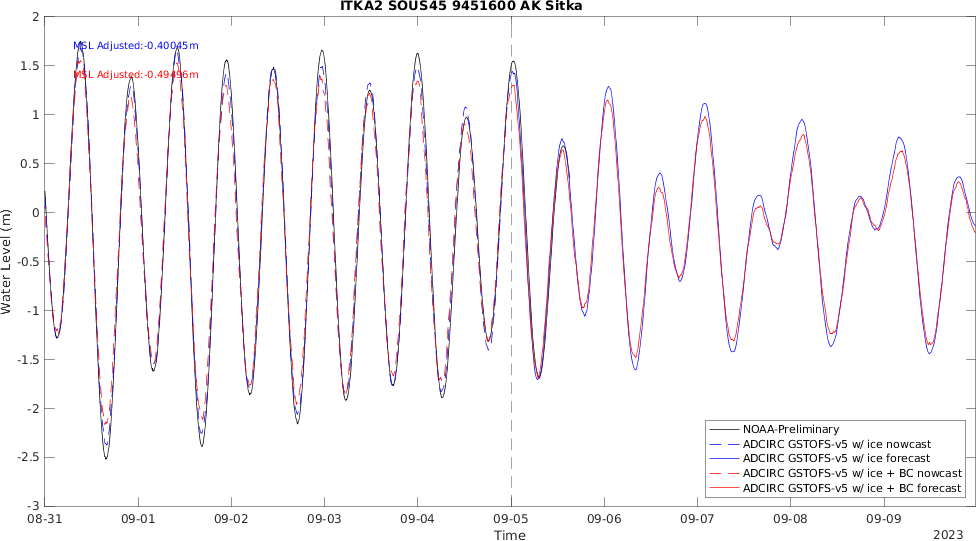 ITKA2 SOUS45 9451600 AK Sitka
MSL Adjusted:-0.40045m
MSL Adjusted:-0.49496m
2
1.5
1
0.5
0
-0.5
-1
-1.5
-2
-2.5
-3
Water Level (m)
NOAA-Preliminary
ADCIRC GSTOFS-v5 w/ ice nowcast
ADCIRC GSTOFS-v5 w/ ice forecast
ADCIRC GSTOFS-v5 w/ ice + BC nowcast
ADCIRC GSTOFS-v5 w/ ice + BC forecast
08-31 09-01 09-02 09-03 09-04 09-05 09-06 09-07 09-08 09-09
Time
2023